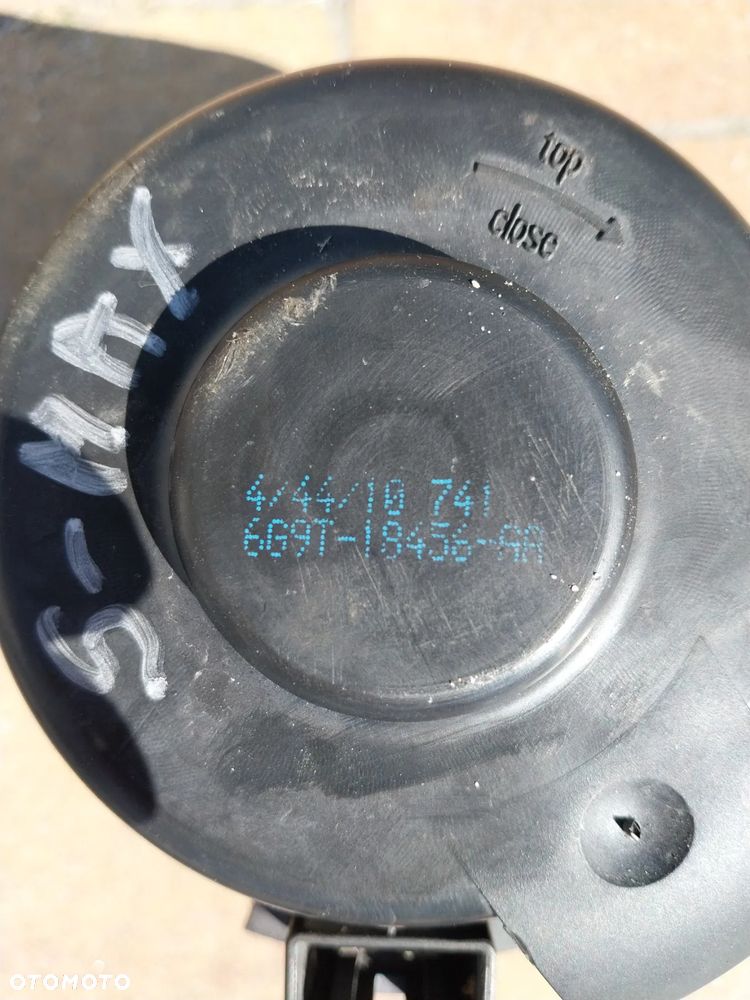 top
close
S-MAX
4/44/10 741
6G9T-18456-AA
OTOMOTO